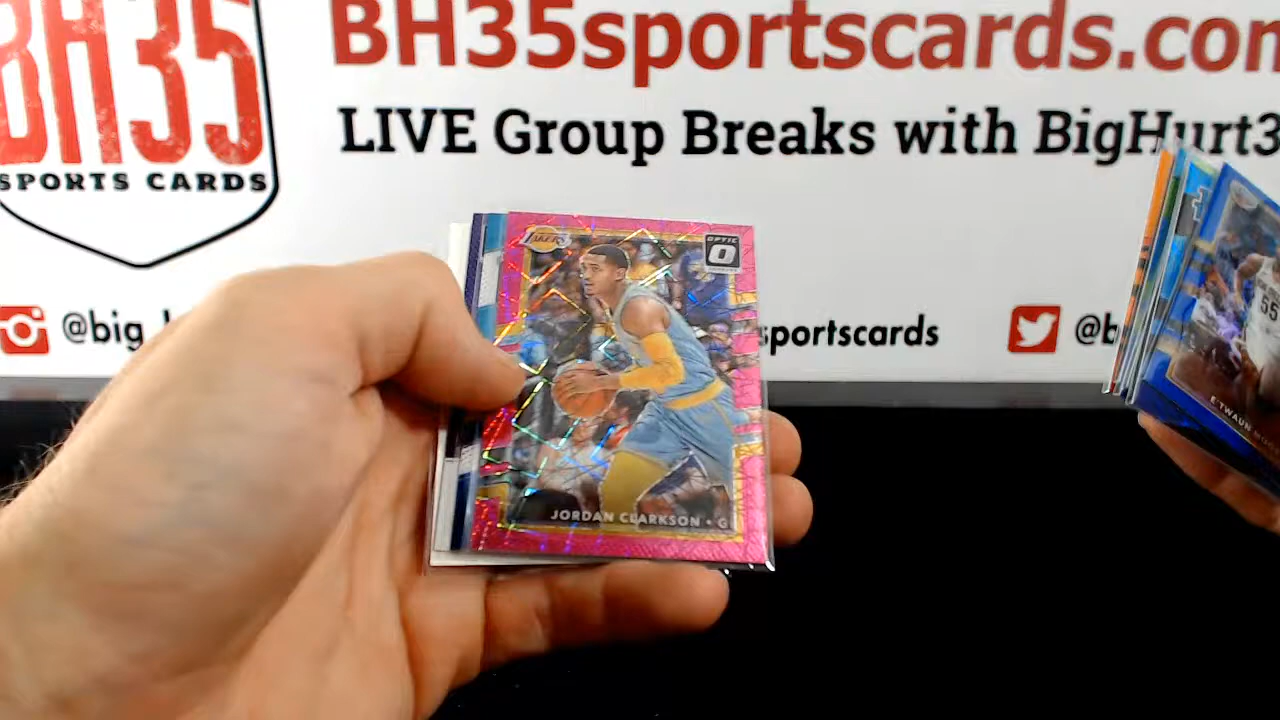 BH35
SPORTS CARDS
BH35sportscards.com
LIVE Group Breaks with BigHurt3
@big
sportscards
@b
LAKERS
OPTIC
JORDAN CLARKSON • G
55
E'TWAUN